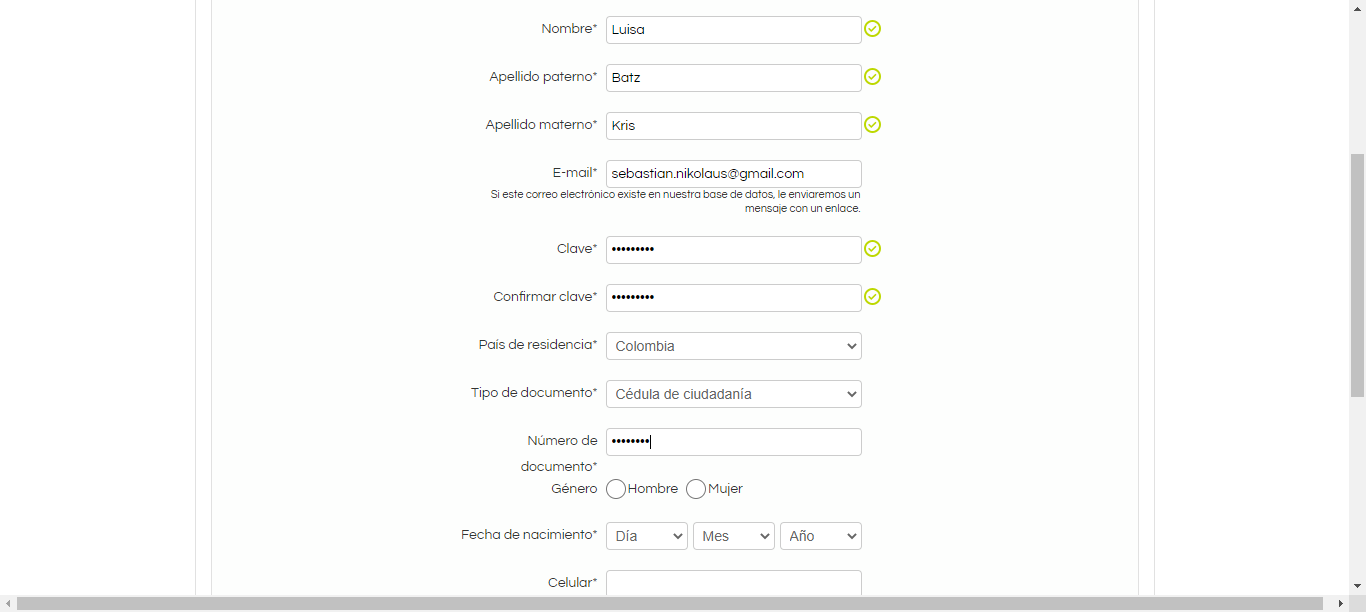 Nombre* Luisa
Apellido paterno* Batz
Apellido materno* Kris
E-mail* sebastian.nikolaus@gmail.com
Si este correo electrónico existe en nuestra base de datos, le enviaremos un
mensaje con un enlace.
Clave* •••••••••
Confirmar clave* •••••••••
País de residencia* Colombia
Tipo de documento* Cédula de ciudadanía
Número de ••••••••
documento*
Género Hombre Mujer
Fecha de nacimiento* Día Mes Año
Celular*